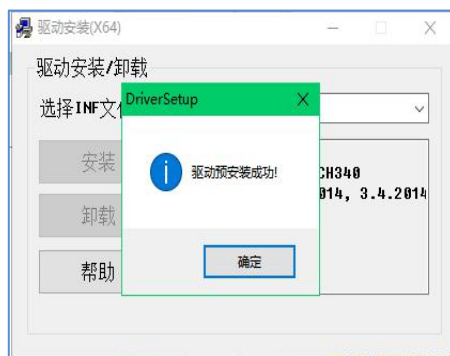 驱动安装(X64)
驱动安装/卸载
选择INF文
DriverSetup
安装
卸载
帮助
驱动预安装成功!
确定
CH340
014, 3.4.2014